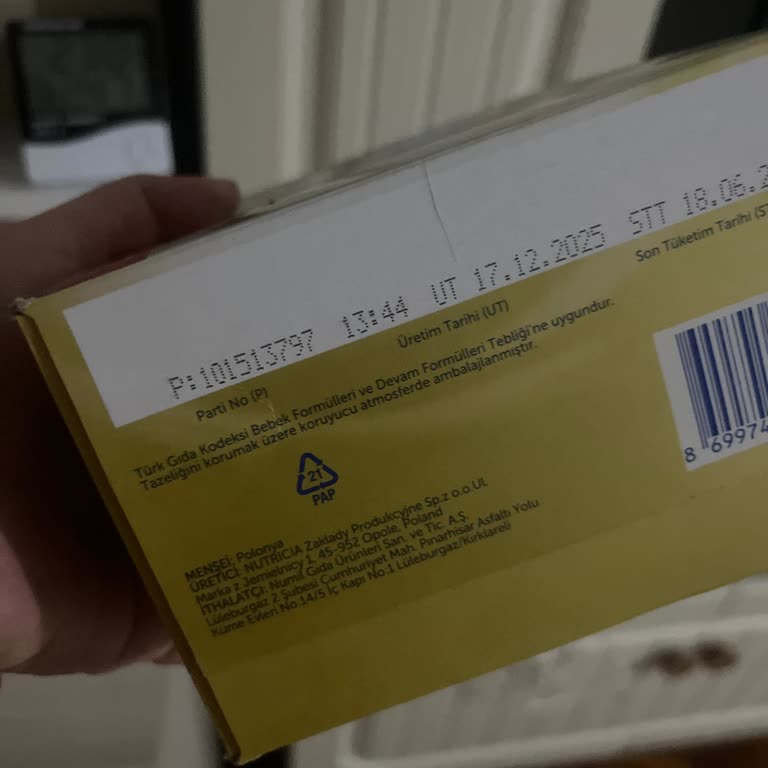 P:101513797 13:44 UT 17.12.2025 STT 18.06.2
Parti No (P) Üretim Tarihi (UT) Son Tüketim Tarihi (ST
Türk Gıda Kodeksi Bebek Formülleri ve Devam Formülleri Tebliği'ne uygundur.
Tazeliğini korumak üzere koruyucu atmosferde ambalajlanmıştır.
21
PAP
8 69974
MENŞEİ: Polonya
ÜRETİCİ: NUTRICIA Zaklady Produkcyjne Sp.z o.o.Ul.
Marka z Jemielnicy 1, 45-952 Opole, Poland
İTHALATÇI: Numil Gıda Ürünleri San. ve Tic. A.Ş.
Lüleburgaz 2 Şubesi Cumhuriyet Mah. Pınarhisar Asfaltı Yolu
Küme Evleri No:14/5 İç Kapı No:1 Lüleburgaz/Kırklareli